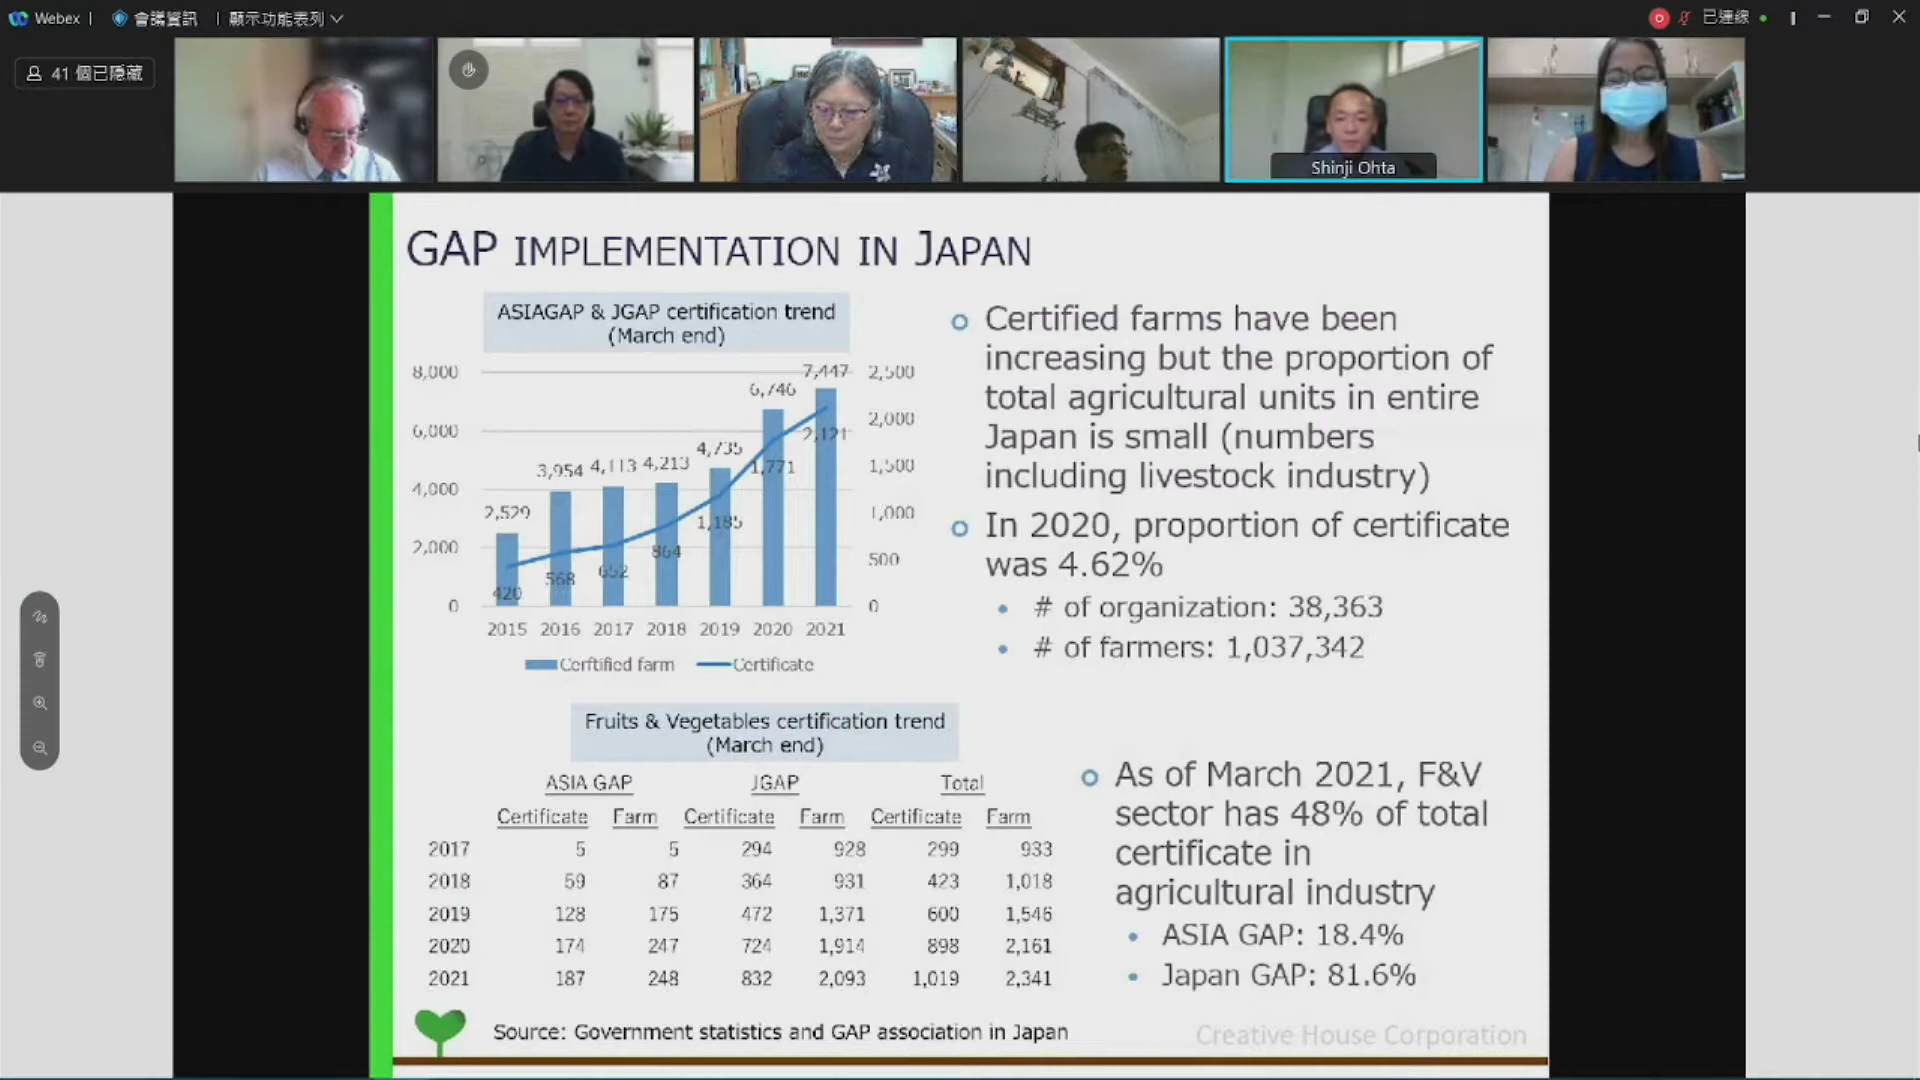 Webex
會議資訊
顯示功能表列
已連線
41 個已隱藏
Shinji Ohta
GAP IMPLEMENTATION IN JAPAN
ASIAGAP & JGAP certification trend
(March end)
8,000
6,000
4,000
2,000
0
2,500
2,000
1,500
1,000
500
0
2,529
3,954
4,113
4,213
4,735
6,746
7,447
420
568
652
864
1,185
1,771
2,121
2015 2016 2017 2018 2019 2020 2021
Cerftified farm
Certificate
Certified farms have been
increasing but the proportion of
total agricultural units in entire
Japan is small (numbers
including livestock industry)
In 2020, proportion of certificate
was 4.62%
# of organization: 38,363
# of farmers: 1,037,342
Fruits & Vegetables certification trend
(March end)
ASIA GAP JGAP Total
Certificate Farm Certificate Farm Certificate Farm
2017 5 5 294 928 299 933
2018 59 87 364 931 423 1,018
2019 128 175 472 1,371 600 1,546
2020 174 247 724 1,914 898 2,161
2021 187 248 832 2,093 1,019 2,341
As of March 2021, F&V
sector has 48% of total
certificate in
agricultural industry
ASIA GAP: 18.4%
Japan GAP: 81.6%
Source: Government statistics and GAP association in Japan
Creative House Corporation